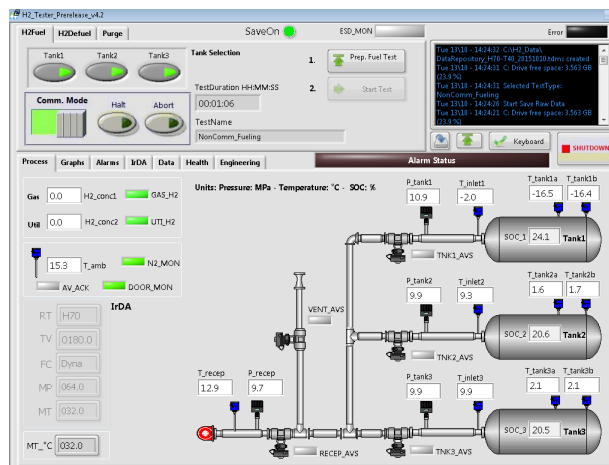 H2_Tester_Prerelease_v4.2
H2Fuel H2Defuel Purge
SaveOn
ESD_MON
Error
Tank1 Tank2 Tank3
Tank Selection
1. Prep. Fuel Test
2. Start Test
TestDuration HH:MM:SS
00:01:06
TestName
NonComm_Fueling
Comm. Mode
Halt
Abort
Tue 13\18 - 14:24:32 C:\H2_Data\
DataRepository_H70-T40_20151010.tdms created
Tue 13\18 - 14:24:31 C: Drive free space: 3.563 GB
(23.9 %)
Tue 13\18 - 14:24:31 Selected TestType:
NonComm_Fueling
Tue 13\18 - 14:24:26 Start Save Raw Data
Tue 13\18 - 14:24:21 C: Drive free space: 3.563 GB
(23.9 %)
Keyboard
SHUTDOWN
Process Graphs Alarms IrDA Data Health Engineering
Alarm Status
Units: Pressure: MPa - Temperature: °C - SOC: %
Gas 0.0 H2_conc1 GAS_H2
Util 0.0 H2_conc2 UTI_H2
15.3 T_amb N2_MON
AV_ACK DOOR_MON
IrDA
RT H70
TV 0180.0
FC Dyna
MP 064.0
MT 032.0
MT_°C 032.0
P_tank1 T_inlet1 T_tank1a T_tank1b
10.9 -2.0 -16.5 -16.4
SOC_1 24.1 Tank1
TNK1_AVS
P_tank2 T_inlet2 T_tank2a T_tank2b
9.9 9.3 1.6 1.7
VENT_AVS
SOC_2 20.6 Tank2
TNK2_AVS
T_recep P_recep
12.9 9.7
P_tank3 T_inlet3 T_tank3a T_tank3b
9.9 9.9 2.1 2.1
SOC_3 20.5 Tank3
RECEP_AVS
TNK3_AVS